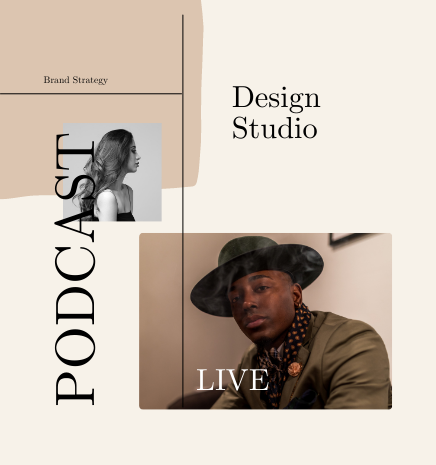 Brand Strategy
Design
Studio
PODCAST
LIVE